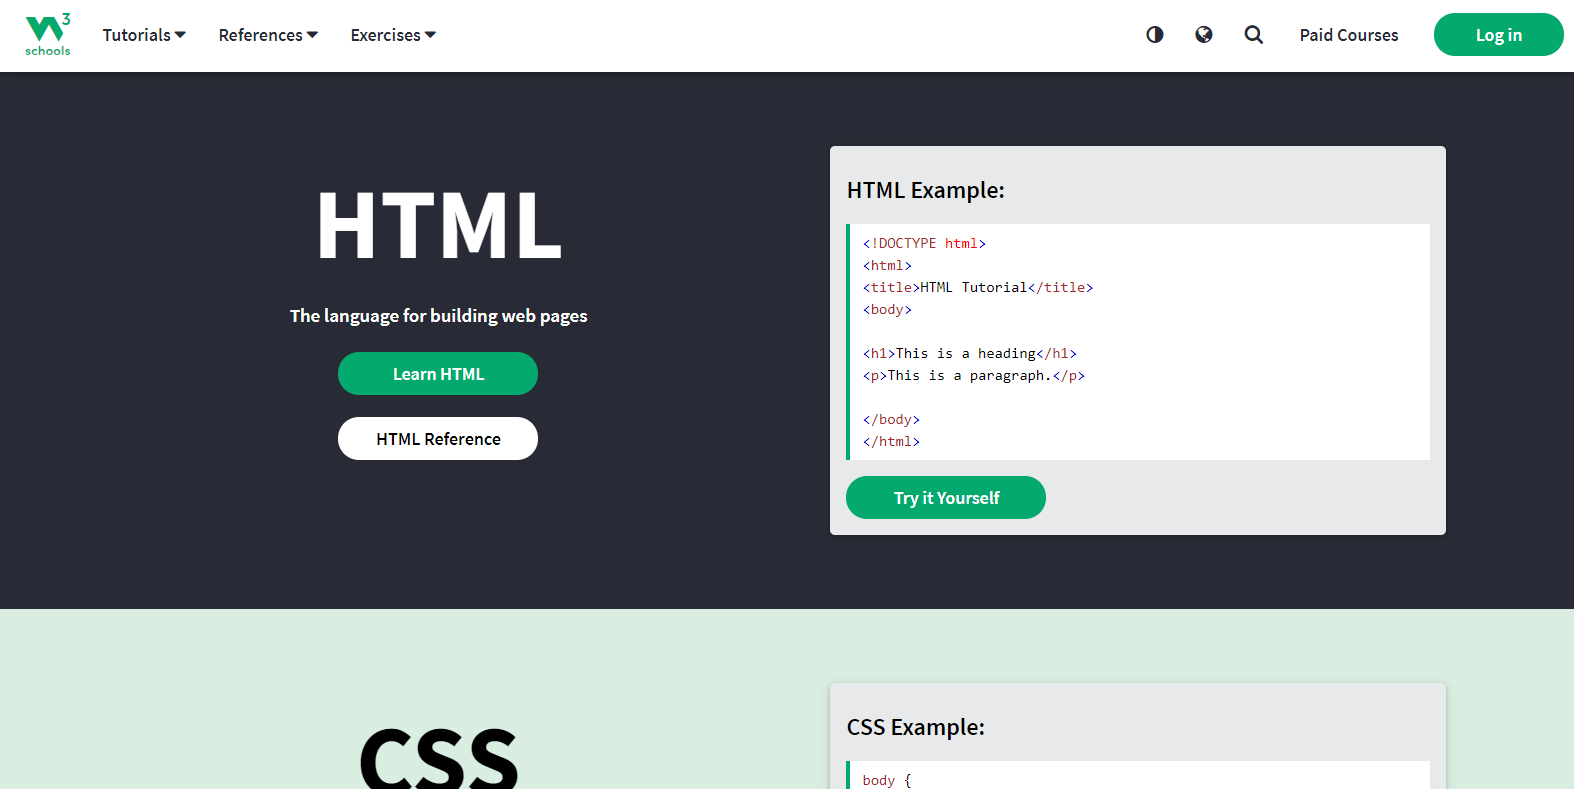 W3 schools
Tutorials References Exercises Paid Courses Log in
HTML
The language for building web pages
Learn HTML
HTML Reference
HTML Example:
<!DOCTYPE html>
<html>
<title>HTML Tutorial</title>
<body>
<h1>This is a heading</h1>
<p>This is a paragraph.</p>
</body>
</html>
Try it Yourself
CSS
CSS Example:
body {